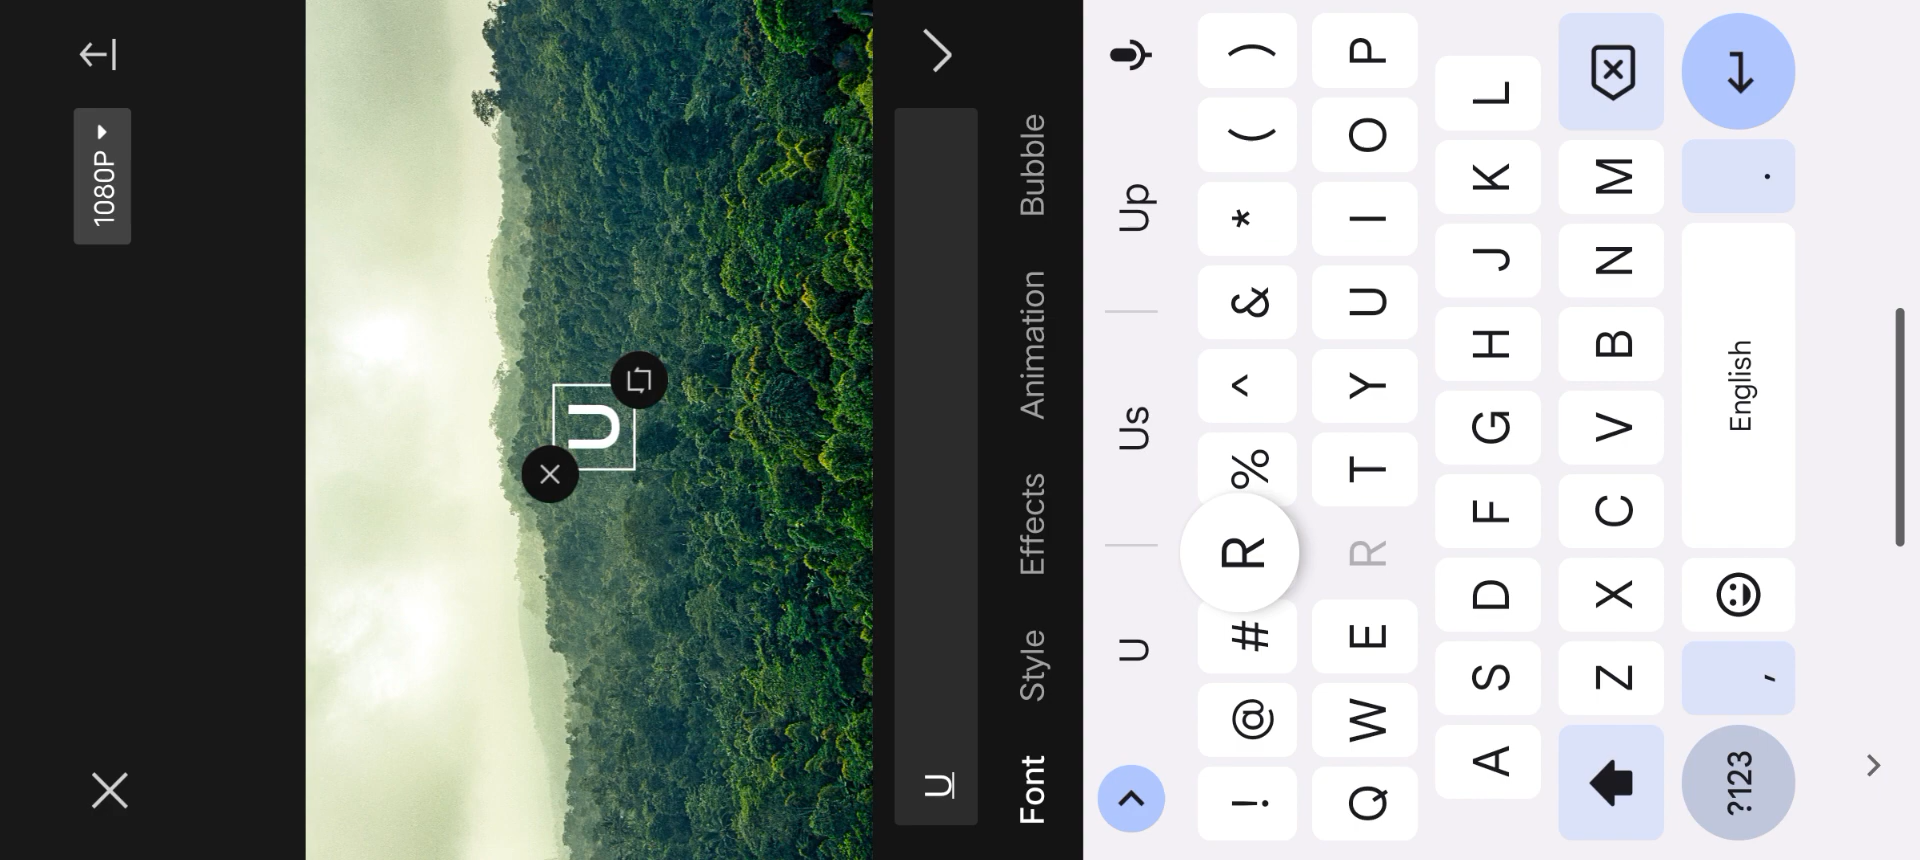 1080P
U
U
Font Style Effects Animation Bubble
U Us Up
! @ # % ^ & * ( )
R
Q W E R T Y U I O P
A S D F G H J K L
Z X C V B N M
?123 , English .